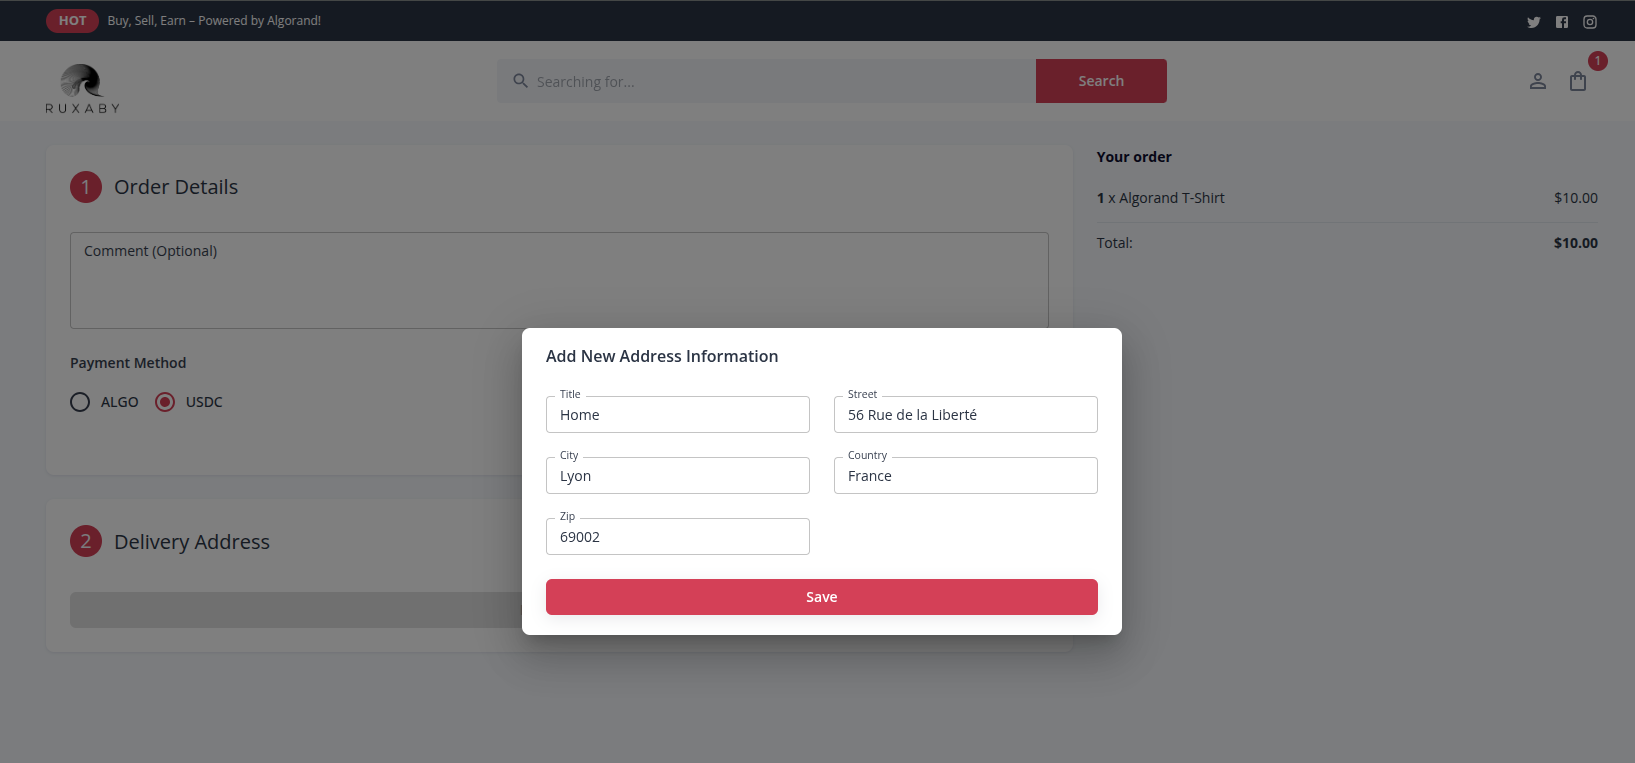 HOT Buy, Sell, Earn – Powered by Algorand!
RUXABY
Searching for...
Search
1
1 Order Details
Comment (Optional)
Payment Method
ALGO USDC
2 Delivery Address
Your order
1 x Algorand T-Shirt $10.00
Total: $10.00
Add New Address Information
Title
Home
Street
56 Rue de la Liberté
City
Lyon
Country
France
Zip
69002
Save